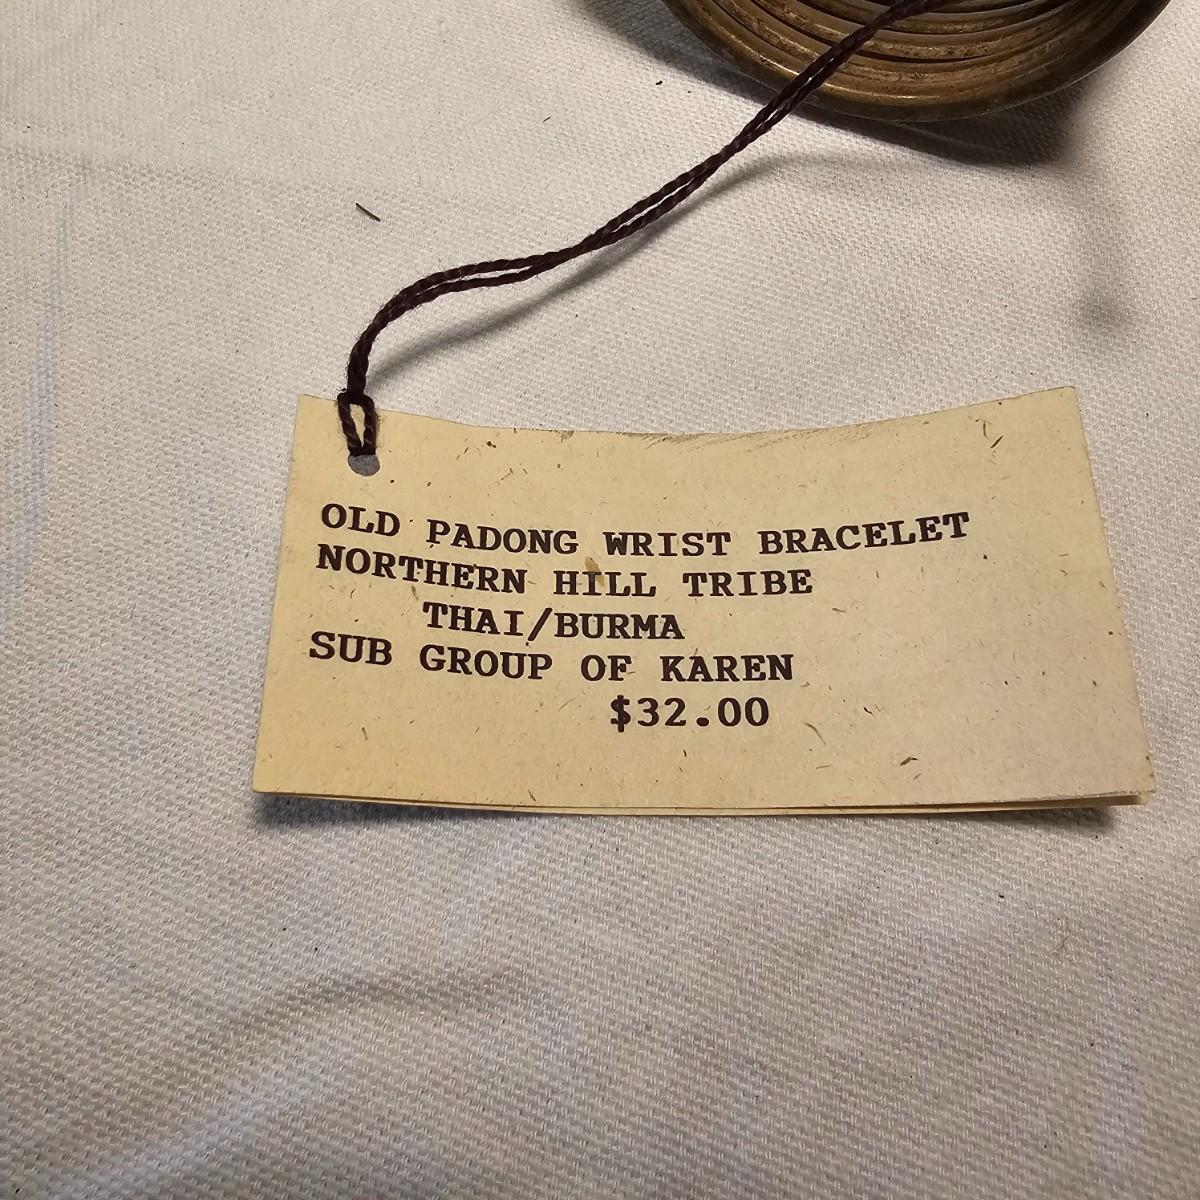 OLD PADONG WRIST BRACELET
NORTHERN HILL TRIBE
THAI/BURMA
SUB GROUP OF KAREN
$32.00